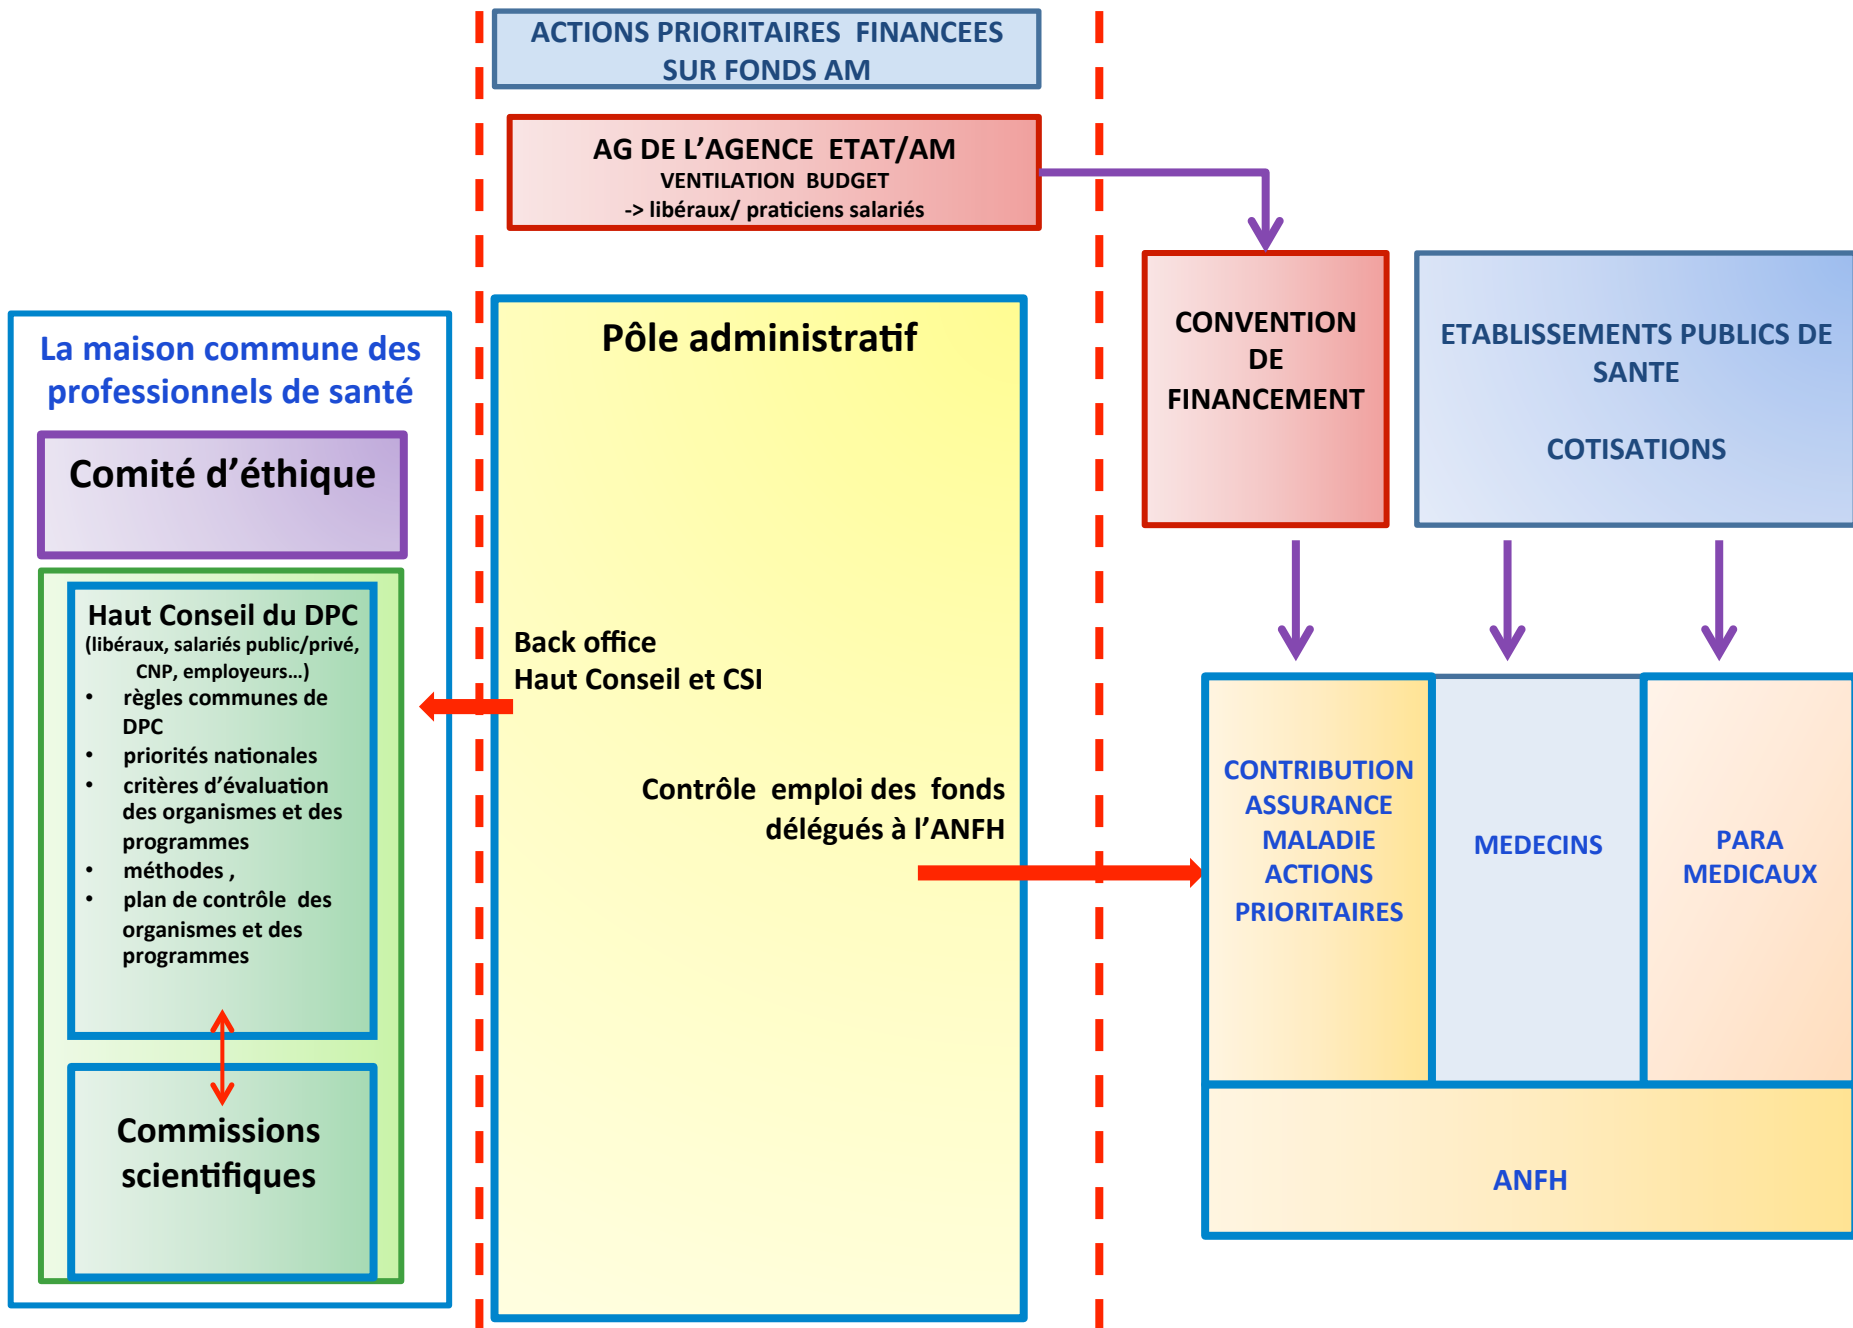 ACTIONS PRIORITAIRES FINANCEES
SUR FONDS AM
AG DE L’AGENCE ETAT/AM
VENTILATION BUDGET
-> libéraux/ praticiens salariés
La maison commune des
professionnels de santé
Comité d’éthique
Haut Conseil du DPC
(libéraux, salariés public/privé,
CNP, employeurs…)
• règles communes de
DPC
• priorités nationales
• critères d’évaluation
des organismes et des
programmes
• méthodes ,
• plan de contrôle des
organismes et des
programmes
Commissions
scientifiques
Pôle administratif
Back office
Haut Conseil et CSI
Contrôle emploi des fonds
délégués à l’ANFH
CONVENTION
DE
FINANCEMENT
ETABLISSEMENTS PUBLICS DE
SANTE
COTISATIONS
CONTRIBUTION
ASSURANCE
MALADIE
ACTIONS
PRIORITAIRES
MEDECINS
PARA
MEDICAUX
ANFH